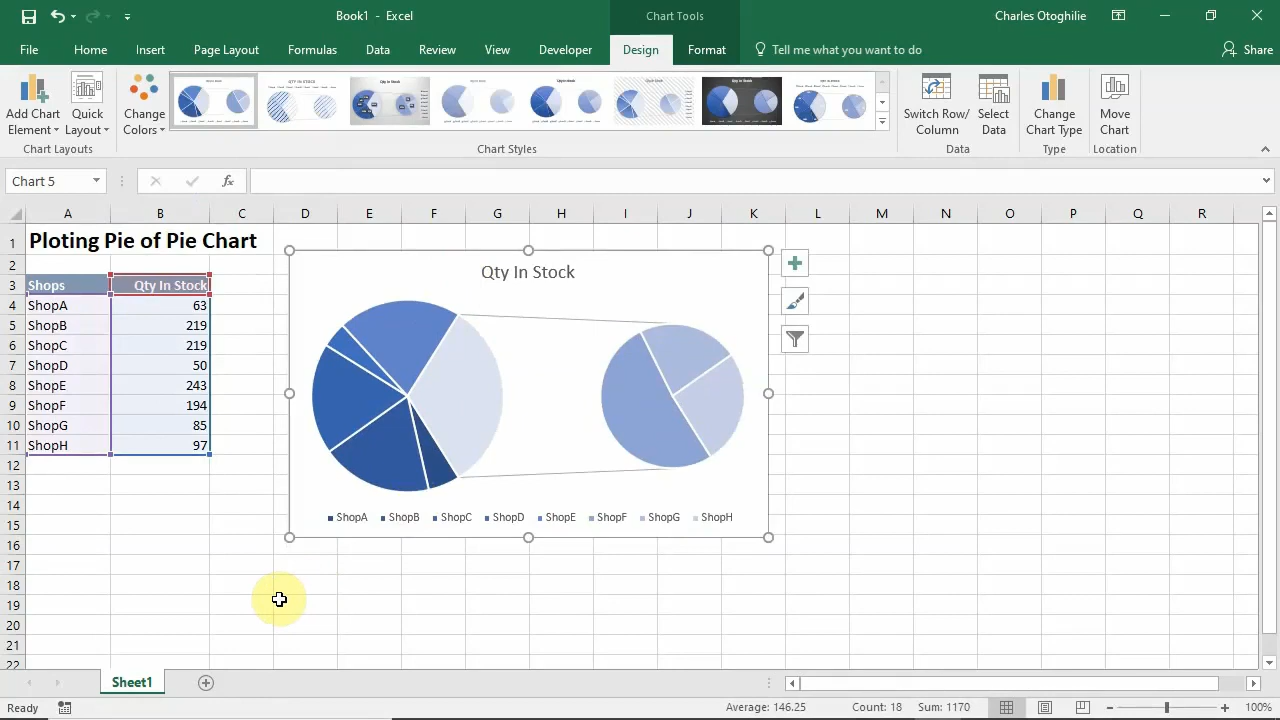 Book1 - Excel
Chart Tools
Charles Otoghilie
File Home Insert Page Layout Formulas Data Review View Developer Design Format Tell me what you want to do Share
Add Chart Element
Quick Layout
Change Colors
Switch Row/ Column
Select Data
Change Chart Type
Move Chart
Chart Layouts
Chart Styles
Data
Type
Location
Chart 5
fx
A B C D E F G H I J K L M N O P Q R
1 Ploting Pie of Pie Chart
2
3 Shops Qty In Stock
4 ShopA 63
5 ShopB 219
6 ShopC 219
7 ShopD 50
8 ShopE 243
9 ShopF 194
10 ShopG 85
11 ShopH 97
12
13
14
15
16
17
18
19
20
21
22
Qty In Stock
ShopA ShopB ShopC ShopD ShopE ShopF ShopG ShopH
Sheet1
Ready
Average: 146.25 Count: 18 Sum: 1170
100%